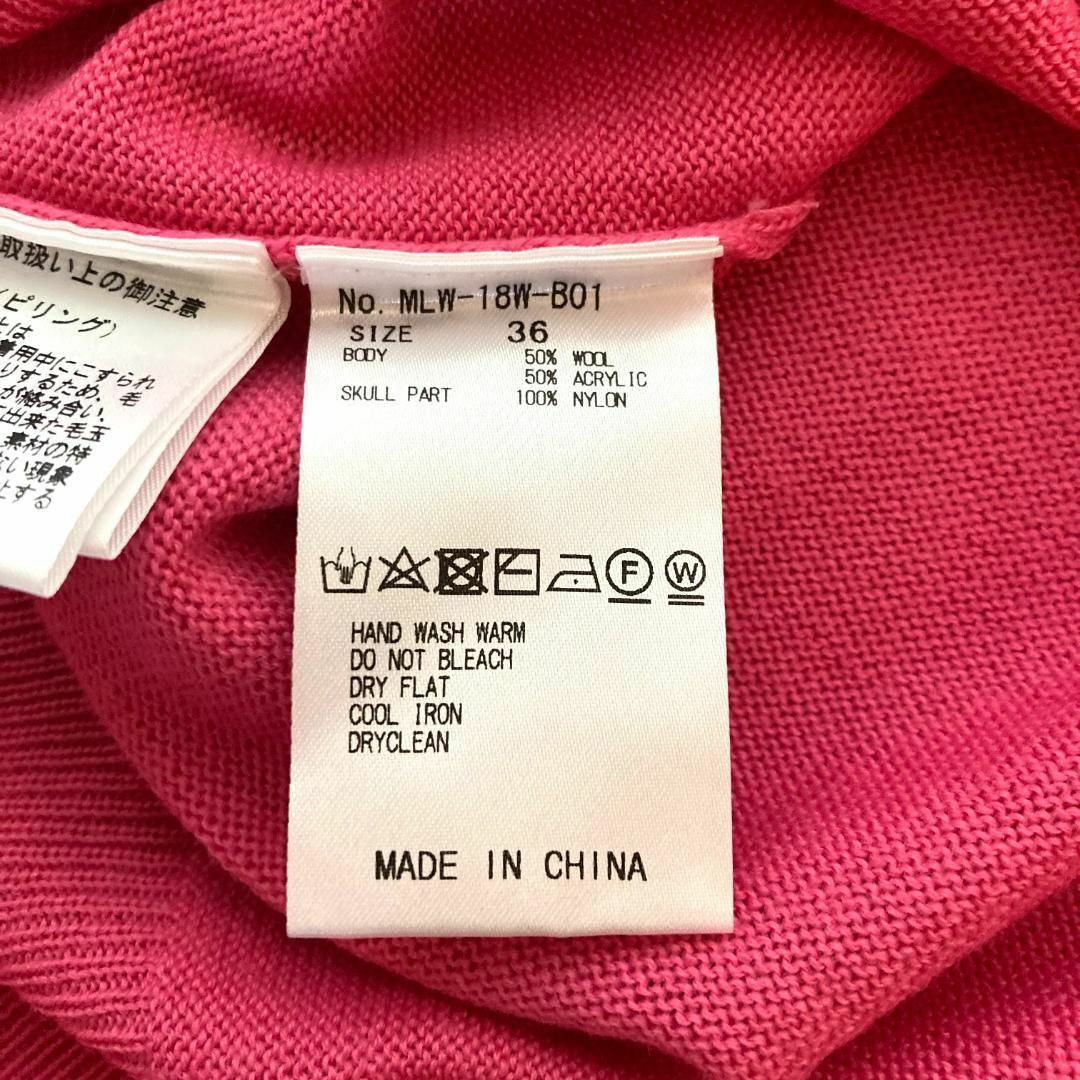 取扱い上の御注意
ピリング)
とは
着用中にこすられ
りするため、毛
が絡み合い、
出来た毛玉
素材の特
ない現象
とする
No. MLW-18W-B01
SIZE 36
BODY 50% WOOL
50% ACRYLIC
SKULL PART 100% NYLON
F W
HAND WASH WARM
DO NOT BLEACH
DRY FLAT
COOL IRON
DRYCLEAN
MADE IN CHINA